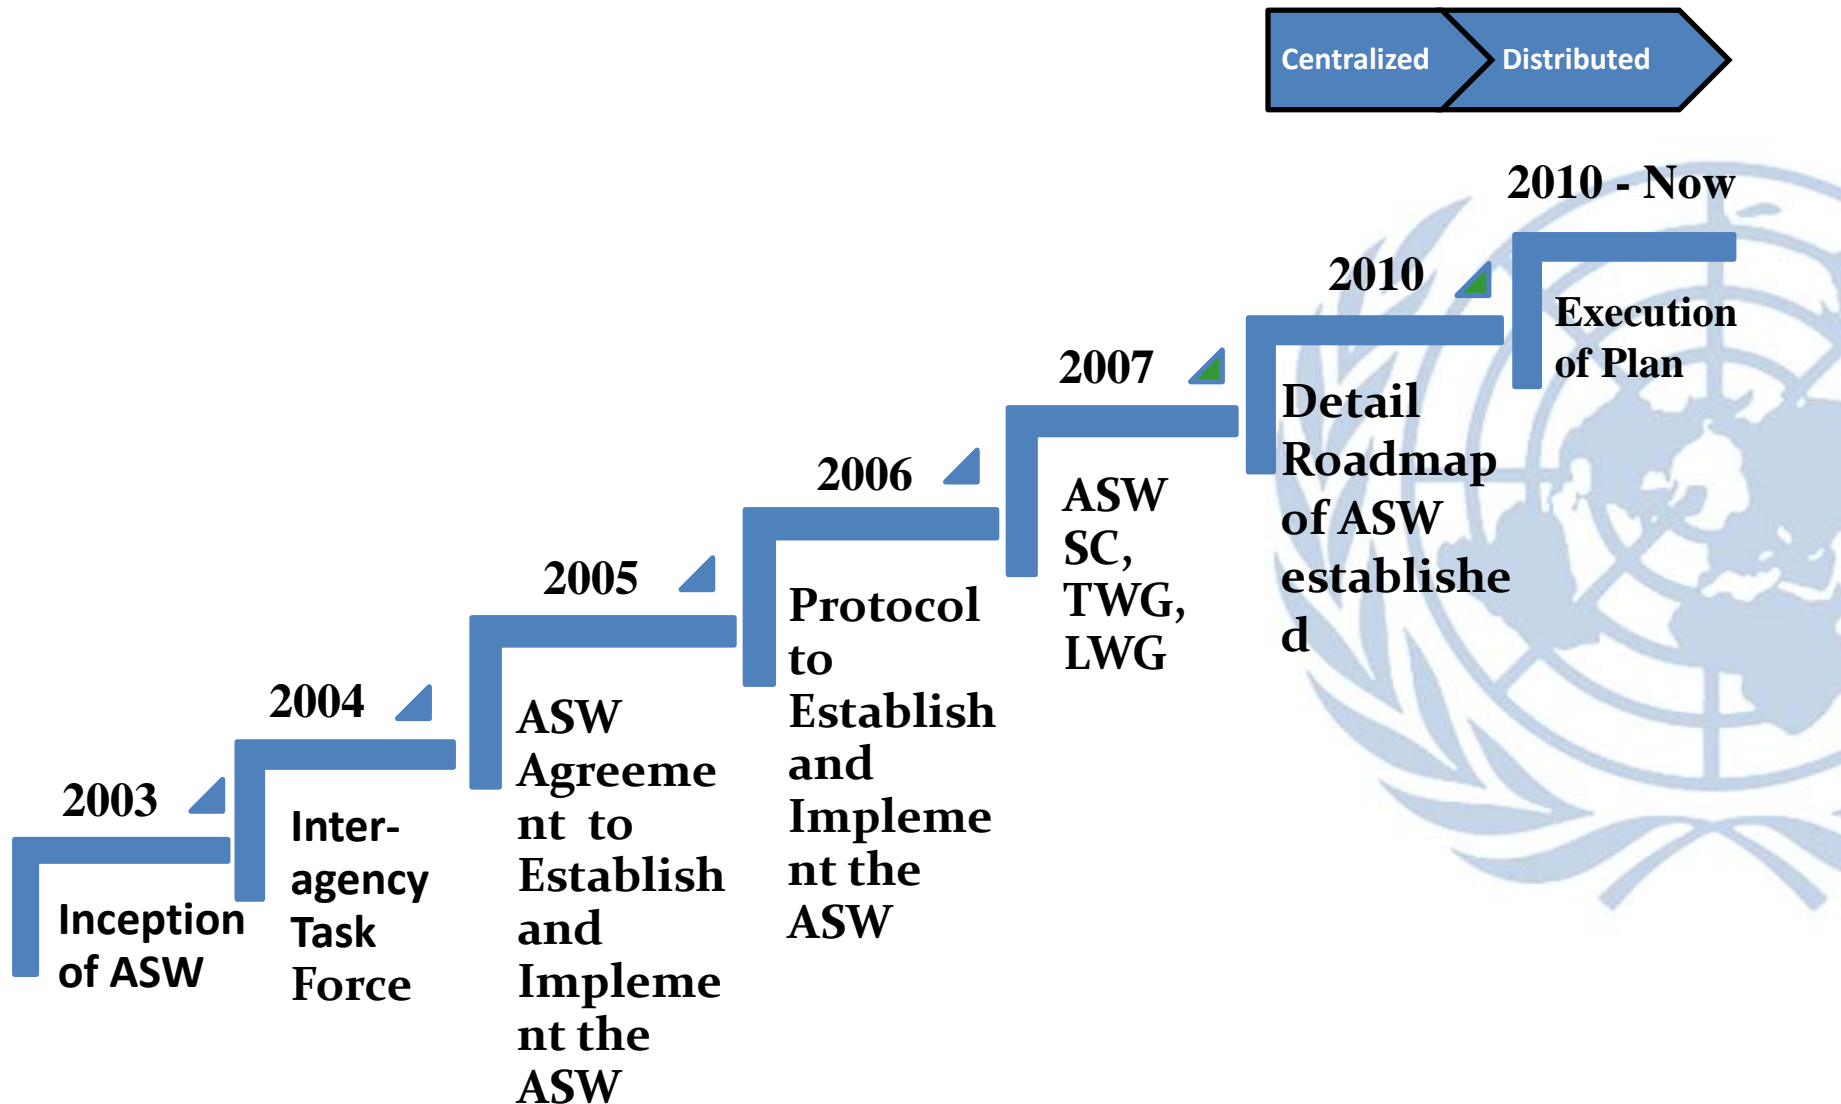 Centralized
Distributed
2003
Inception
of ASW
2004
Inter-
agency
Task
Force
2005
ASW
Agreeme
nt to
Establish
and
Impleme
nt the
ASW
2006
Protocol
to
Establish
and
Impleme
nt the
ASW
2007
ASW
SC,
TWG,
LWG
2010
Detail
Roadmap
of ASW
establishe
d
2010 - Now
Execution
of Plan